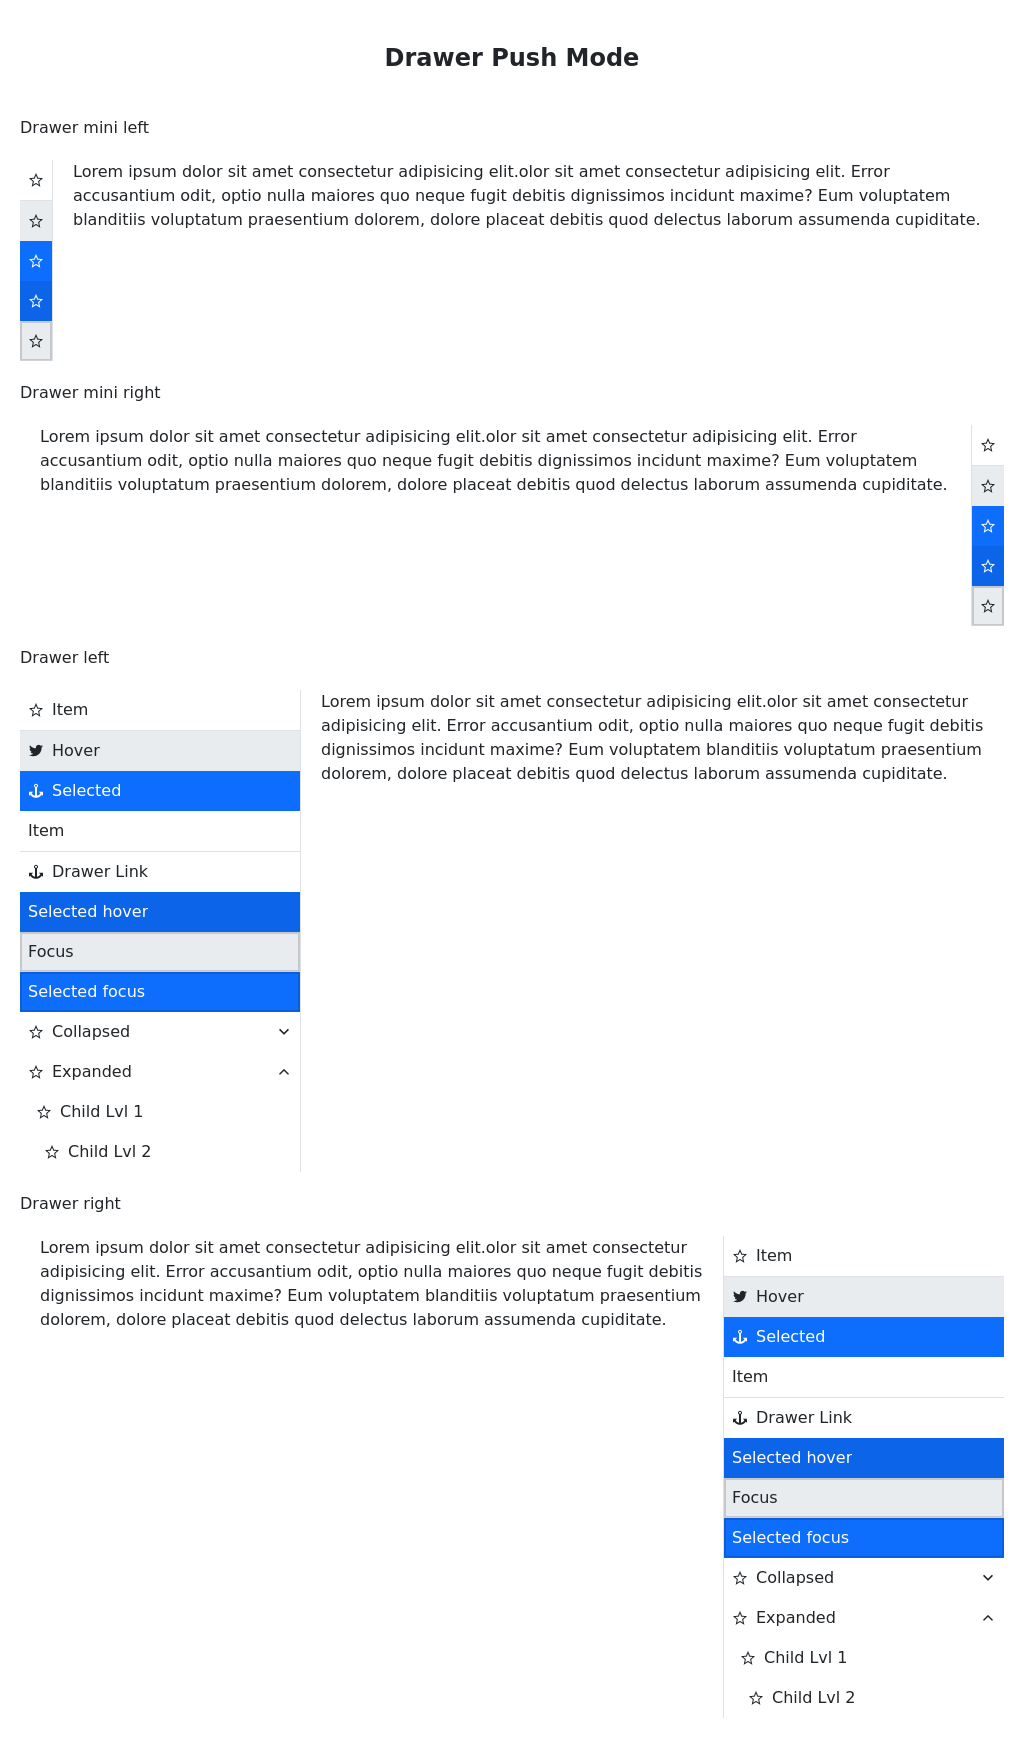 Drawer Push Mode
Drawer mini left
Lorem ipsum dolor sit amet consectetur adipisicing elit.olor sit amet consectetur adipisicing elit. Error
accusantium odit, optio nulla maiores quo neque fugit debitis dignissimos incidunt maxime? Eum voluptatem
blanditiis voluptatum praesentium dolorem, dolore placeat debitis quod delectus laborum assumenda cupiditate.
Drawer mini right
Lorem ipsum dolor sit amet consectetur adipisicing elit.olor sit amet consectetur adipisicing elit. Error
accusantium odit, optio nulla maiores quo neque fugit debitis dignissimos incidunt maxime? Eum voluptatem
blanditiis voluptatum praesentium dolorem, dolore placeat debitis quod delectus laborum assumenda cupiditate.
Drawer left
Item
Hover
Selected
Item
Drawer Link
Selected hover
Focus
Selected focus
Collapsed
Expanded
Child Lvl 1
Child Lvl 2
Lorem ipsum dolor sit amet consectetur adipisicing elit.olor sit amet consectetur
adipisicing elit. Error accusantium odit, optio nulla maiores quo neque fugit debitis
dignissimos incidunt maxime? Eum voluptatem blanditiis voluptatum praesentium
dolorem, dolore placeat debitis quod delectus laborum assumenda cupiditate.
Drawer right
Lorem ipsum dolor sit amet consectetur adipisicing elit.olor sit amet consectetur
adipisicing elit. Error accusantium odit, optio nulla maiores quo neque fugit debitis
dignissimos incidunt maxime? Eum voluptatem blanditiis voluptatum praesentium
dolorem, dolore placeat debitis quod delectus laborum assumenda cupiditate.
Item
Hover
Selected
Item
Drawer Link
Selected hover
Focus
Selected focus
Collapsed
Expanded
Child Lvl 1
Child Lvl 2